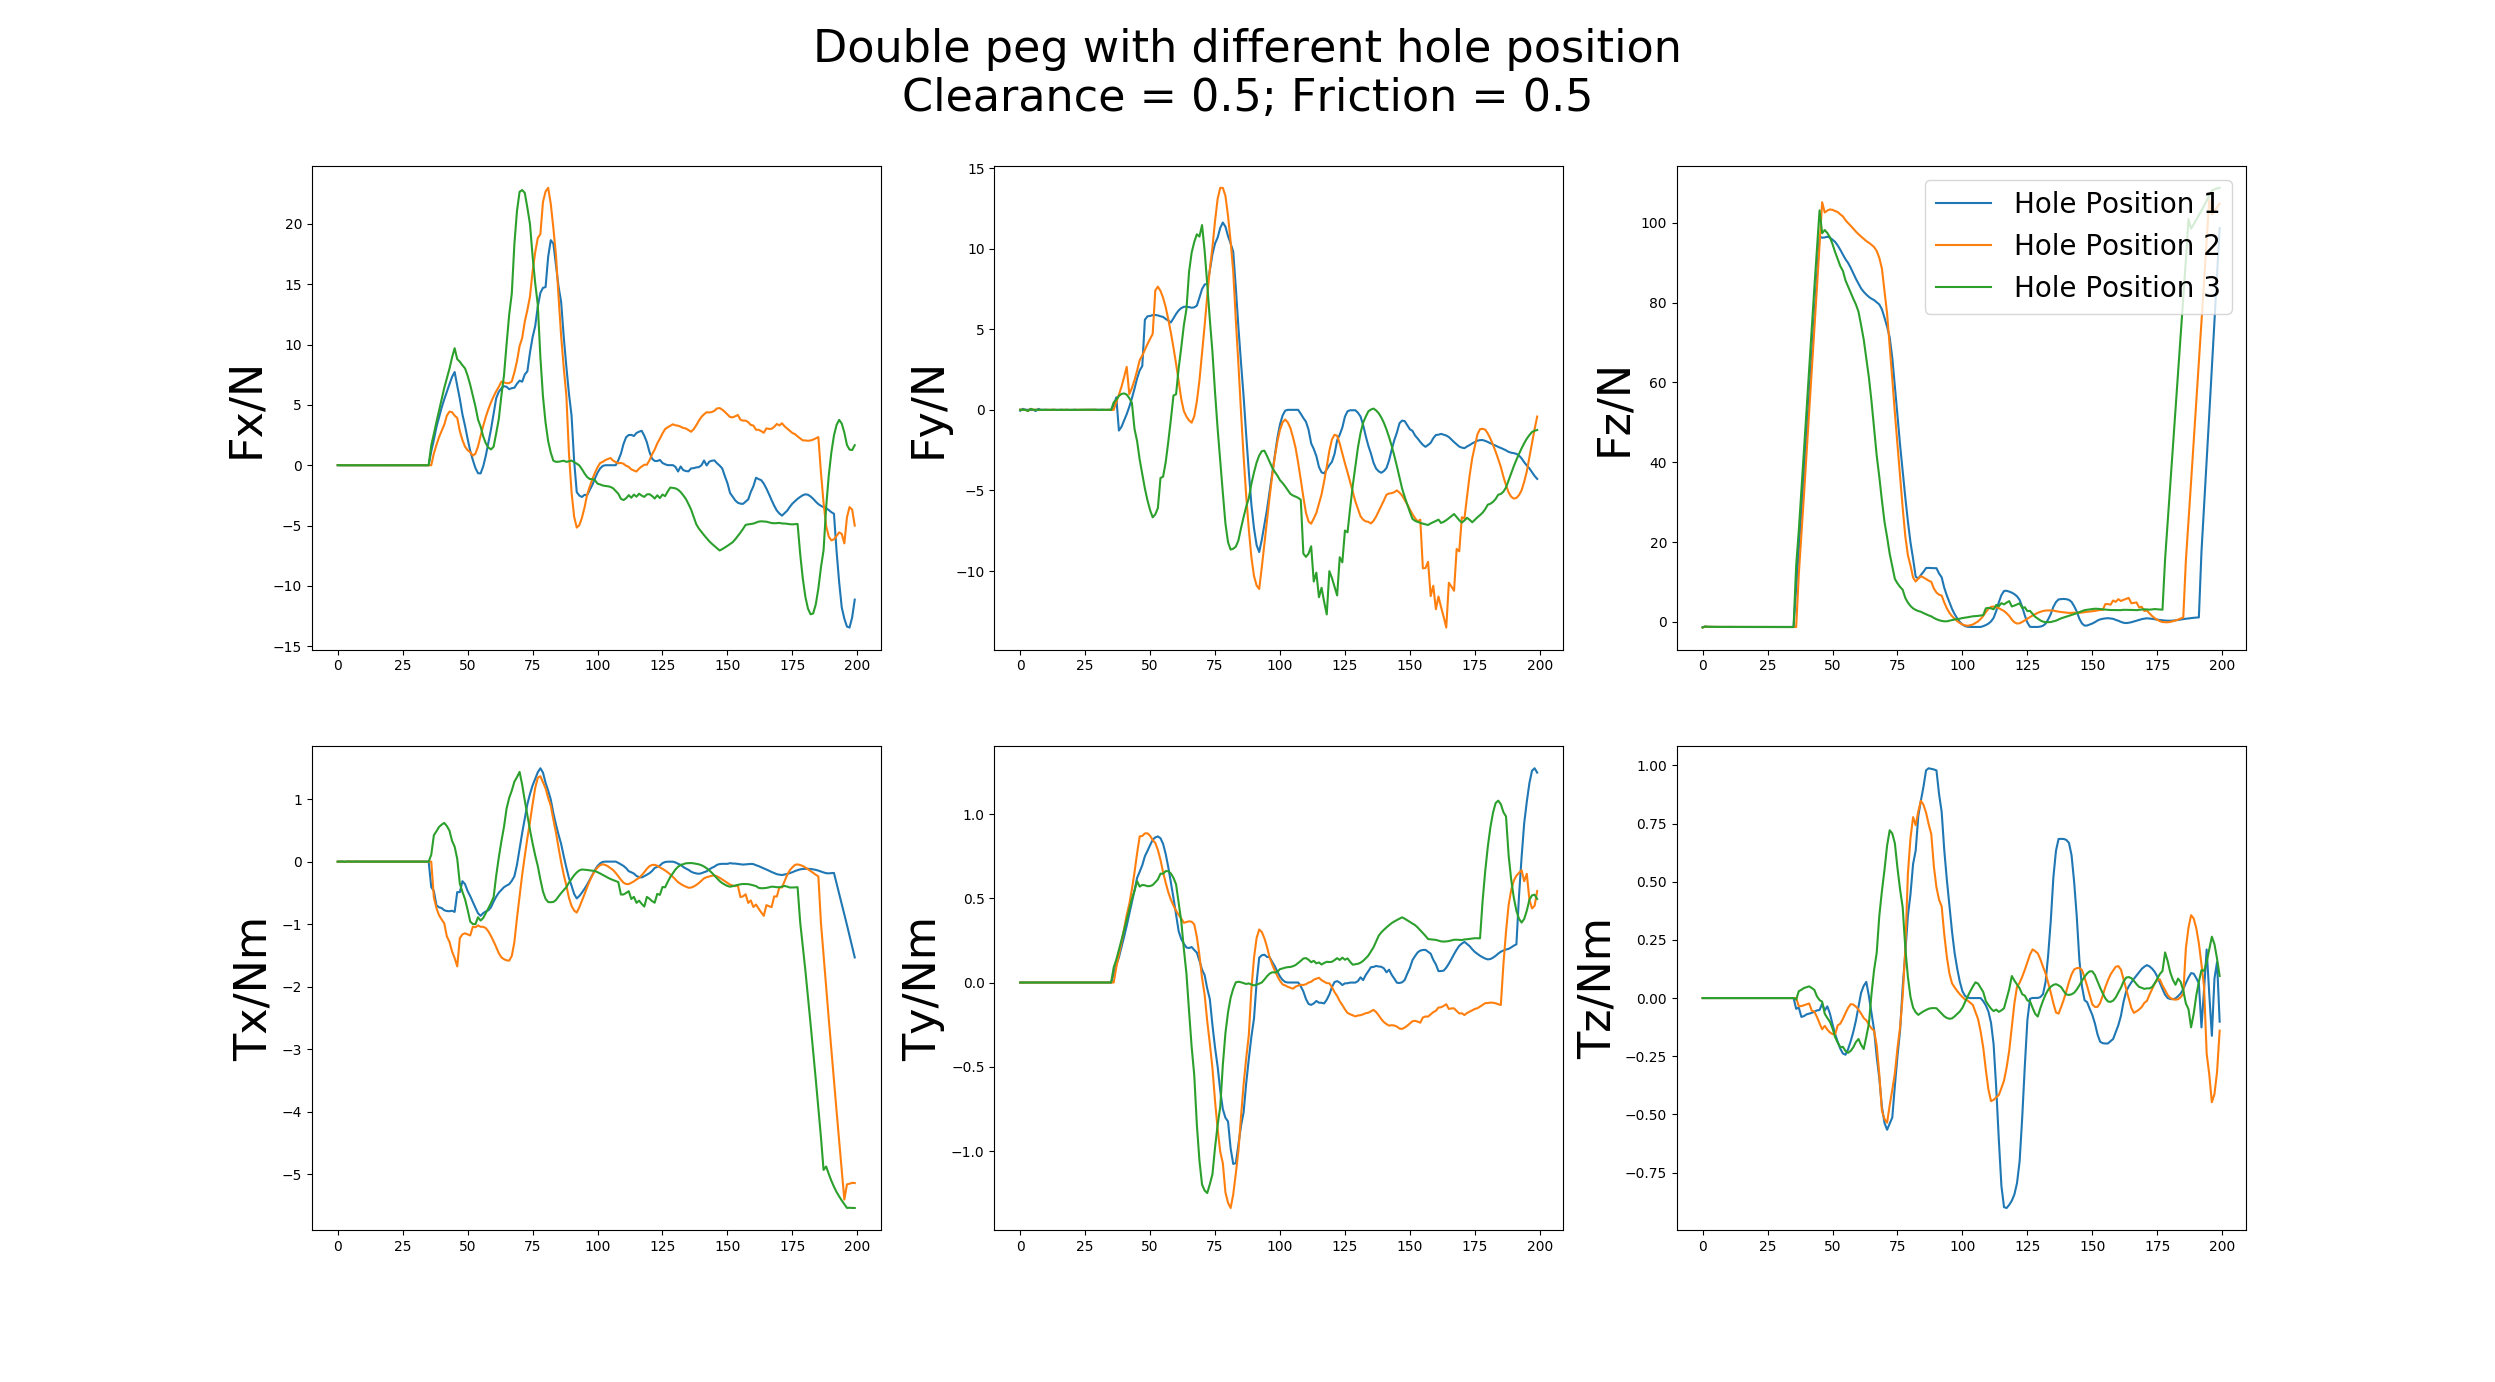 Double peg with different hole position
Clearance = 0.5; Friction = 0.5
Fx/N
20
15
10
5
0
−5
−10
−15
0 25 50 75 100 125 150 175 200
Fy/N
15
10
5
0
−5
−10
0 25 50 75 100 125 150 175 200
Fz/N
100
80
60
40
20
0
0 25 50 75 100 125 150 175 200
Hole Position 1
Hole Position 2
Hole Position 3
Tx/Nm
1
0
−1
−2
−3
−4
−5
0 25 50 75 100 125 150 175 200
Ty/Nm
1.0
0.5
0.0
−0.5
−1.0
0 25 50 75 100 125 150 175 200
Tz/Nm
1.00
0.75
0.50
0.25
0.00
−0.25
−0.50
−0.75
0 25 50 75 100 125 150 175 200